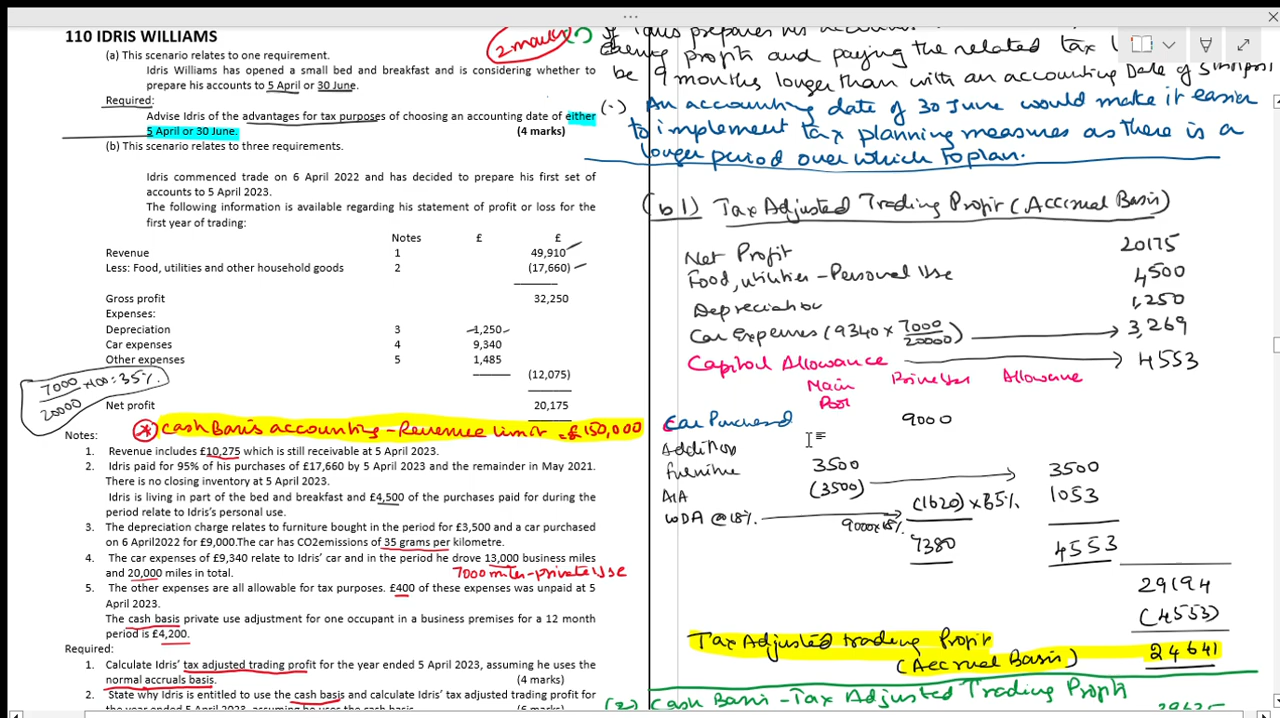 110 IDRIS WILLIAMS
2 marks
(a) This scenario relates to one requirement.
Idris Williams has opened a small bed and breakfast and is considering whether to
prepare his accounts to 5 April or 30 June.
Required:
Advise Idris of the advantages for tax purposes of choosing an accounting date of either
5 April or 30 June. (4 marks)
(b) This scenario relates to three requirements.
Idris commenced trade on 6 April 2022 and has decided to prepare his first set of
accounts to 5 April 2023.
The following information is available regarding his statement of profit or loss for the
first year of trading:
Notes £ £
Revenue 1 49,910
Less: Food, utilities and other household goods 2 (17,660)
Gross profit 32,250
Expenses:
Depreciation 3 1,250
Car expenses 4 9,340
Other expenses 5 1,485
(12,075)
7000 x 100 = 35%
20000
Net profit 20,175
Cash Basis accounting - Revenue limit = £150,000
Notes:
1. Revenue includes £10,275 which is still receivable at 5 April 2023.
2. Idris paid for 95% of his purchases of £17,660 by 5 April 2023 and the remainder in May 2021.
There is no closing inventory at 5 April 2023.
Idris is living in part of the bed and breakfast and £4,500 of the purchases paid for during the
period relate to Idris's personal use.
3. The depreciation charge relates to furniture bought in the period for £3,500 and a car purchased
on 6 April2022 for £9,000.The car has CO2emissions of 35 grams per kilometre.
4. The car expenses of £9,340 relate to Idris' car and in the period he drove 13,000 business miles
and 20,000 miles in total.
7000 miles - private Use
5. The other expenses are all allowable for tax purposes. £400 of these expenses was unpaid at 5
April 2023.
The cash basis private use adjustment for one occupant in a business premises for a 12 month
period is £4,200.
Required:
1. Calculate Idris' tax adjusted trading profit for the year ended 5 April 2023, assuming he uses the
normal accruals basis. (4 marks)
2. State why Idris is entitled to use the cash basis and calculate Idris' tax adjusted trading profit for
being profits and paying the related tax
be 9 months longer than with an accounting Date of 5th April
(.) An accounting date of 30 June would make it easier
to implement tax planning measures as there is a
longer period over which to plan.
(b1) Tax Adjusted Trading Profit (Accrual Basis)
Net Profit 20175
Food, utilities - Personal Use 4,500
Depreciation 1,250
Car Expenses (9340 x 7000/20000) 3,269
Capital Allowance 4553
Main Pool Private Use Allowance
Car Purchased 9000
Addition
furniture 3500 3500
AIA (3500) 1053
WDA @ 18% 9000x18% (1620) x 65%
7380 4553
29194
(4553)
Tax Adjusted trading Profit
(Accrual Basis) 24641
(2) Cash Basis - Tax Adjusted Trading Profit